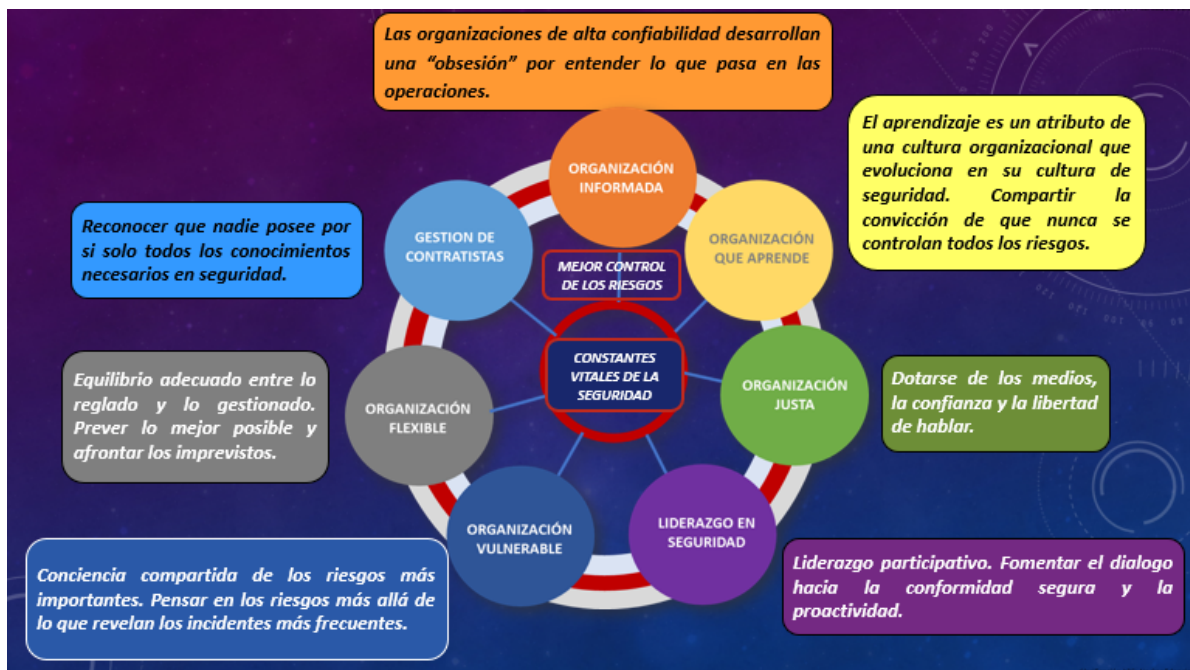 Las organizaciones de alta confiabilidad desarrollan
una “obsesión” por entender lo que pasa en las
operaciones.
El aprendizaje es un atributo de
una cultura organizacional que
evoluciona en su cultura de
seguridad. Compartir la
convicción de que nunca se
controlan todos los riesgos.
ORGANIZACIÓN
INFORMADA
Reconocer que nadie posee por
si solo todos los conocimientos
necesarios en seguridad.
GESTION DE
CONTRATISTAS
ORGANIZACIÓN
QUE APRENDE
MEJOR CONTROL
DE LOS RIESGOS
CONSTANTES
VITALES DE LA
SEGURIDAD
Equilibrio adecuado entre lo
reglado y lo gestionado.
Prever lo mejor posible y
afrontar los imprevistos.
ORGANIZACIÓN
FLEXIBLE
ORGANIZACIÓN
JUSTA
Dotarse de los medios,
la confianza y la libertad
de hablar.
ORGANIZACIÓN
VULNERABLE
LIDERAZGO EN
SEGURIDAD
Conciencia compartida de los riesgos más
importantes. Pensar en los riesgos más allá de
lo que revelan los incidentes más frecuentes.
Liderazgo participativo. Fomentar el dialogo
hacia la conformidad segura y la
proactividad.